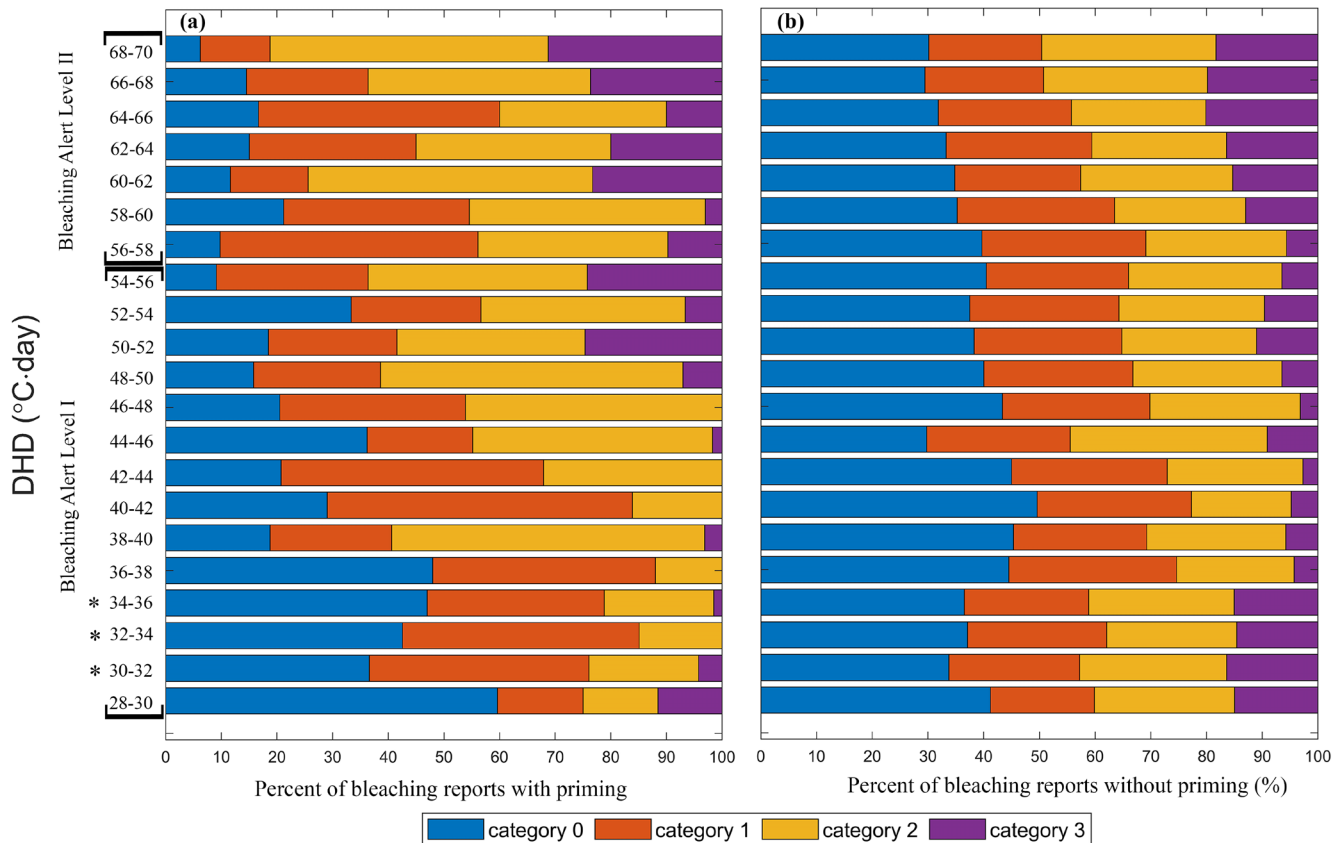 (a)
(b)
DHD (°C·day)
Bleaching Alert Level II
Bleaching Alert Level I
68-70
66-68
64-66
62-64
60-62
58-60
56-58
54-56
52-54
50-52
48-50
46-48
44-46
42-44
40-42
38-40
36-38
* 34-36
* 32-34
* 30-32
28-30
0 10 20 30 40 50 60 70 80 90 100
0 10 20 30 40 50 60 70 80 90 100
Percent of bleaching reports with priming
Percent of bleaching reports without priming (%)
category 0 category 1 category 2 category 3